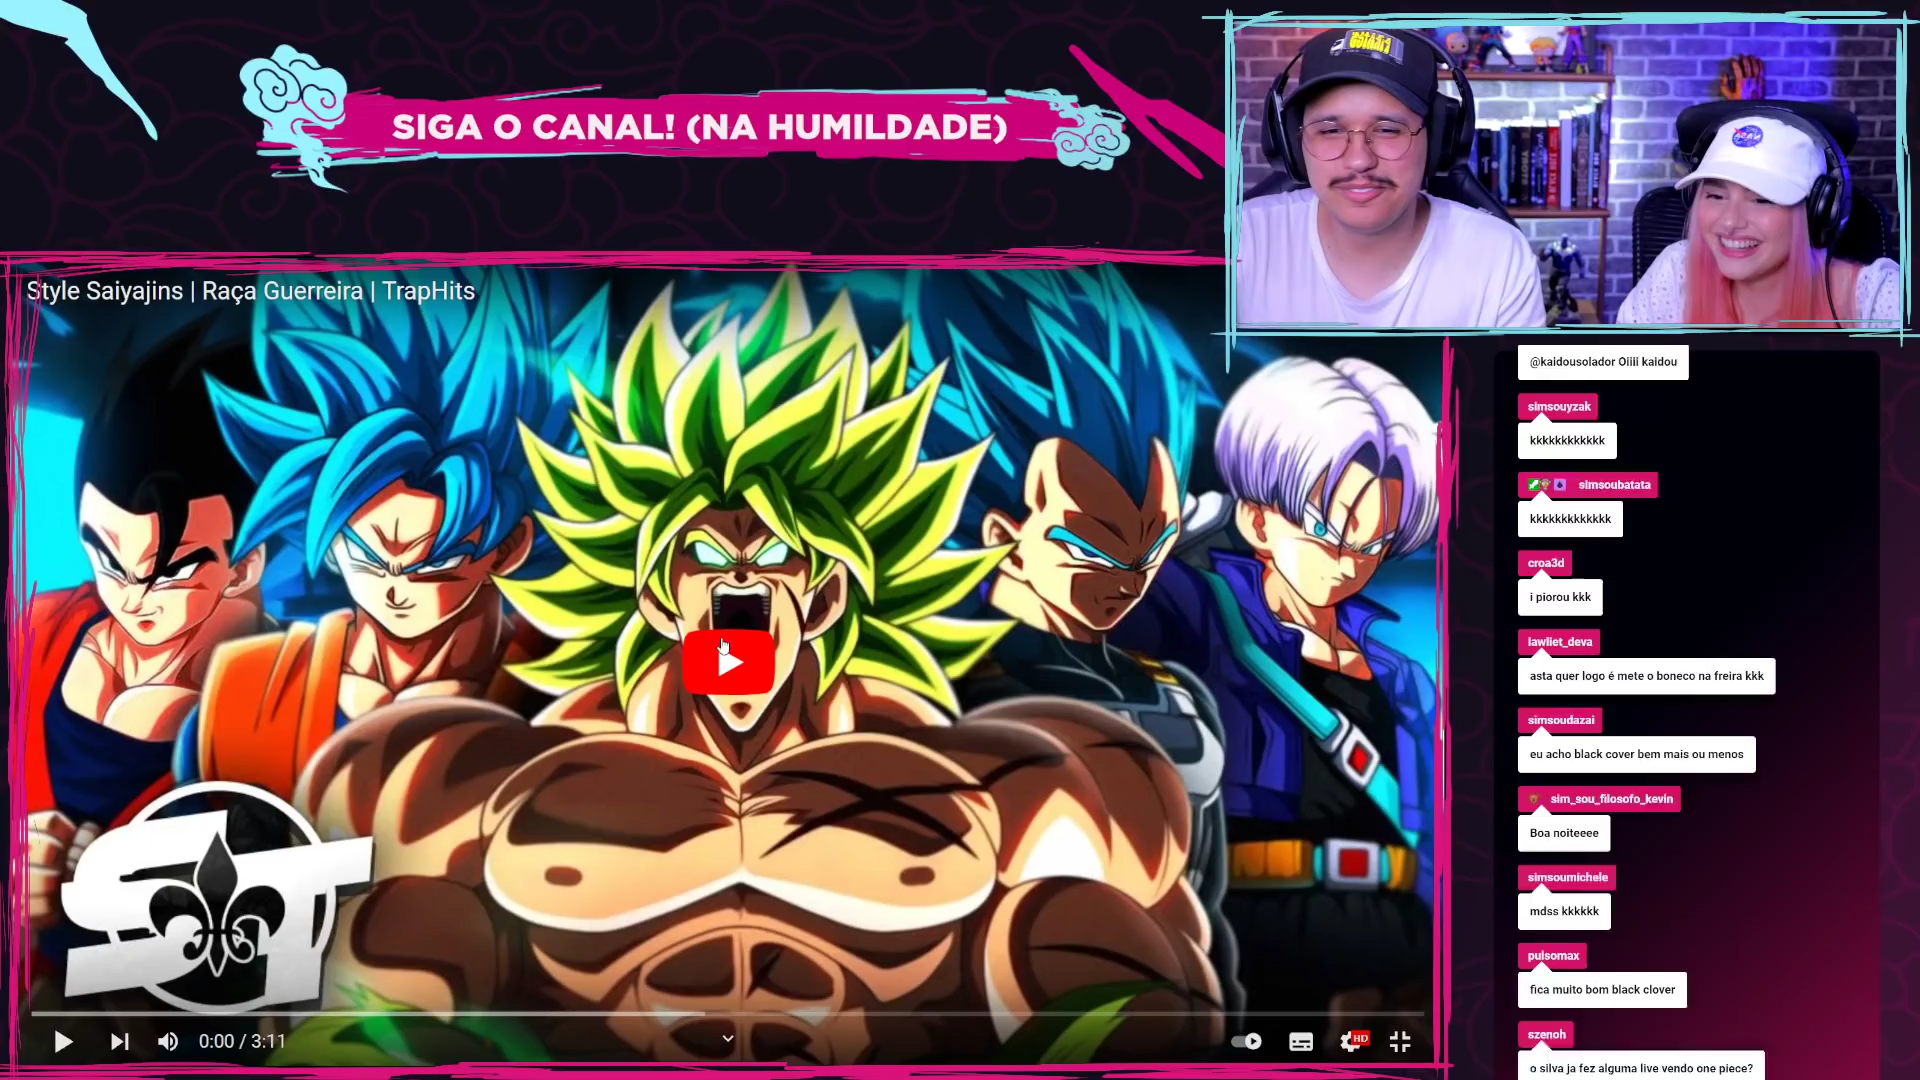 SIGA O CANAL! (NA HUMILDADE)
Style Saiyajins | Raça Guerreira | TrapHits
@kaidousolador Oiiii kaidou
simsouyzak
kkkkkkkkkkkk
simsoubatata
kkkkkkkkkkkkk
croa3d
i piorou kkk
lawliet_deva
asta quer logo é mete o boneco na freira kkk
simsoudazai
eu acho black cover bem mais ou menos
sim_sou_filosofo_kevin
Boa noiteeee
simsoumichele
mdss kkkkkk
pulsomax
fica muito bom black clover
szenoh
o silva ja fez alguma live vendo one piece?
ST
0:00 / 3:11
HD